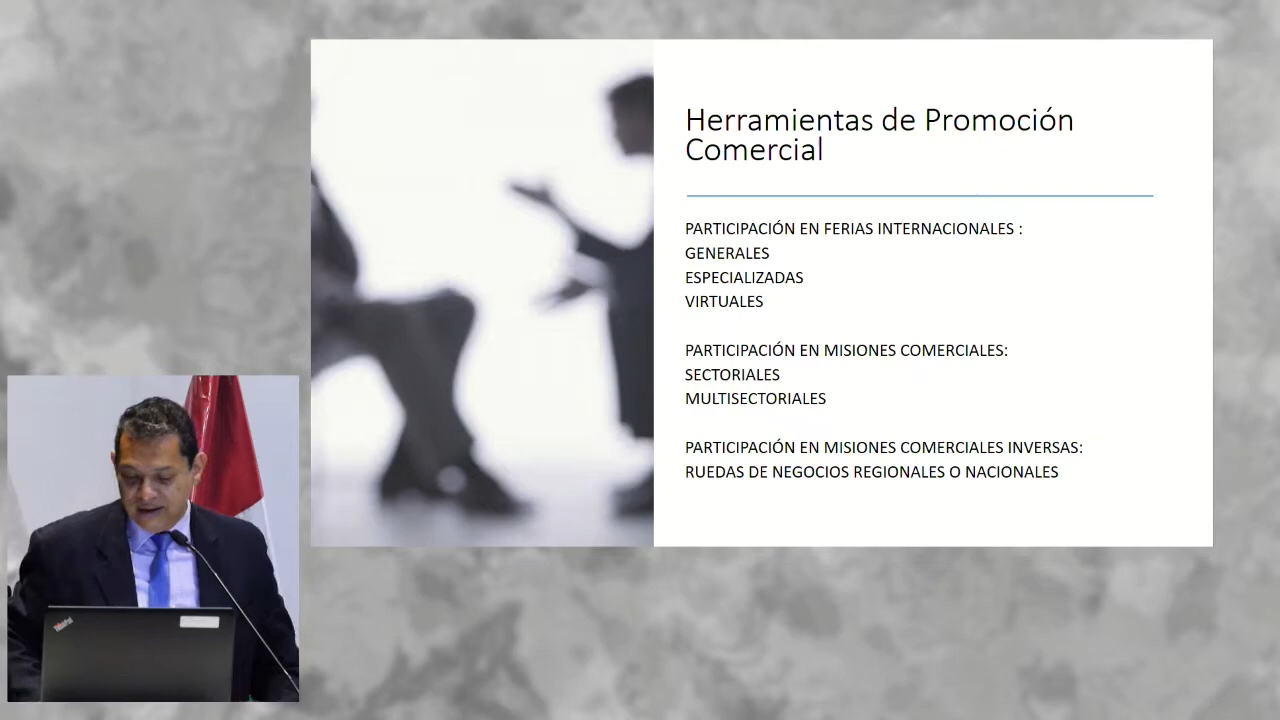 Herramientas de Promoción
Comercial
PARTICIPACIÓN EN FERIAS INTERNACIONALES :
GENERALES
ESPECIALIZADAS
VIRTUALES
PARTICIPACIÓN EN MISIONES COMERCIALES:
SECTORIALES
MULTISECTORIALES
PARTICIPACIÓN EN MISIONES COMERCIALES INVERSAS:
RUEDAS DE NEGOCIOS REGIONALES O NACIONALES